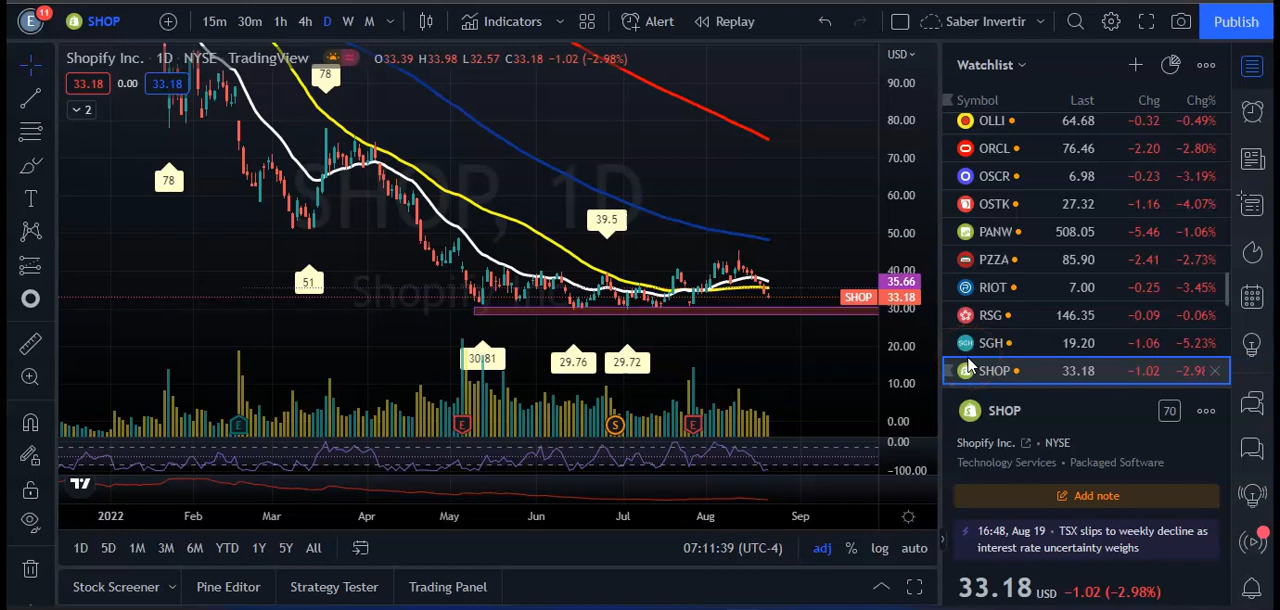 E 11 SHOP 15m 30m 1h 4h D W M Indicators Alert Replay Saber Invertir Publish
Shopify Inc. · 1D · NYSE TradingView O33.39 H33.98 L32.57 C33.18 −1.02 (−2.98%)
33.18 0.00 33.18
2
USD
90.00
80.00
70.00
60.00
50.00
40.00
35.66
SHOP 33.18
30.00
20.00
10.00
0.00
0.00
−100.00
SHOP, 1D
Shopify Inc.
78
78
51...
39.5
30.81
29.76
29.72
E
E
S
E
2022 Feb Mar Apr May Jun Jul Aug Sep
1D 5D 1M 3M 6M YTD 1Y 5Y All 07:11:39 (UTC-4) adj % log auto
Stock Screener Pine Editor Strategy Tester Trading Panel
Watchlist
Symbol Last Chg Chg%
OLLI 64.68 −0.32 −0.49%
ORCL 76.46 −2.20 −2.80%
OSCR 6.98 −0.23 −3.19%
OSTK 27.32 −1.16 −4.07%
PANW 508.05 −5.46 −1.06%
PZZA 85.90 −2.41 −2.73%
RIOT 7.00 −0.25 −3.45%
RSG 146.35 −0.09 −0.06%
SGH SGH 19.20 −1.06 −5.23%
SHOP 33.18 −1.02
SHOP 70
Shopify Inc. • NYSE
Technology Services • Packaged Software
Add note
16:48, Aug 19 • TSX slips to weekly decline as
interest rate uncertainty weighs
33.18 USD −1.02 (−2.98%)